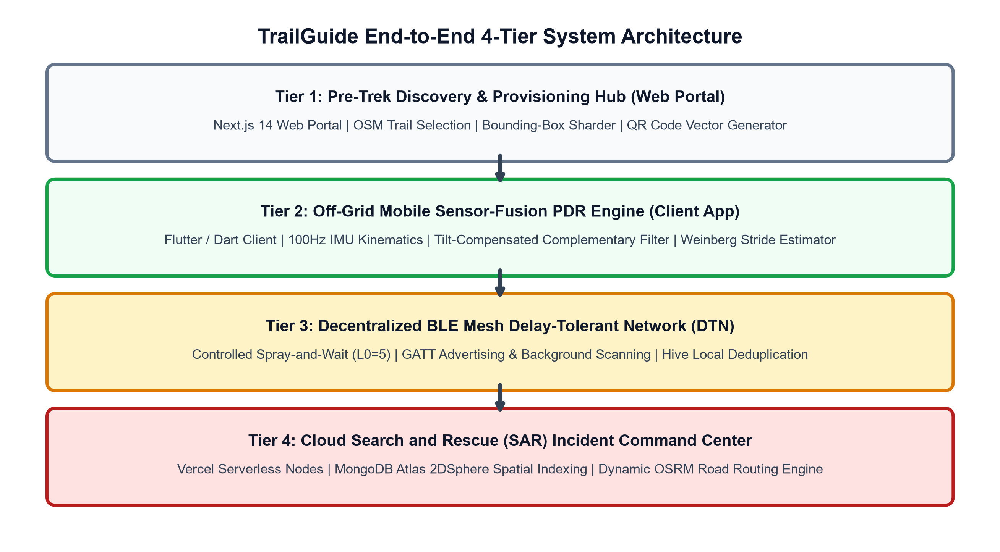 TrailGuide End-to-End 4-Tier System Architecture
Tier 1: Pre-Trek Discovery & Provisioning Hub (Web Portal)
Next.js 14 Web Portal | OSM Trail Selection | Bounding-Box Sharder | QR Code Vector Generator
Tier 2: Off-Grid Mobile Sensor-Fusion PDR Engine (Client App)
Flutter / Dart Client | 100Hz IMU Kinematics | Tilt-Compensated Complementary Filter | Weinberg Stride Estimator
Tier 3: Decentralized BLE Mesh Delay-Tolerant Network (DTN)
Controlled Spray-and-Wait (L0=5) | GATT Advertising & Background Scanning | Hive Local Deduplication
Tier 4: Cloud Search and Rescue (SAR) Incident Command Center
Vercel Serverless Nodes | MongoDB Atlas 2DSphere Spatial Indexing | Dynamic OSRM Road Routing Engine